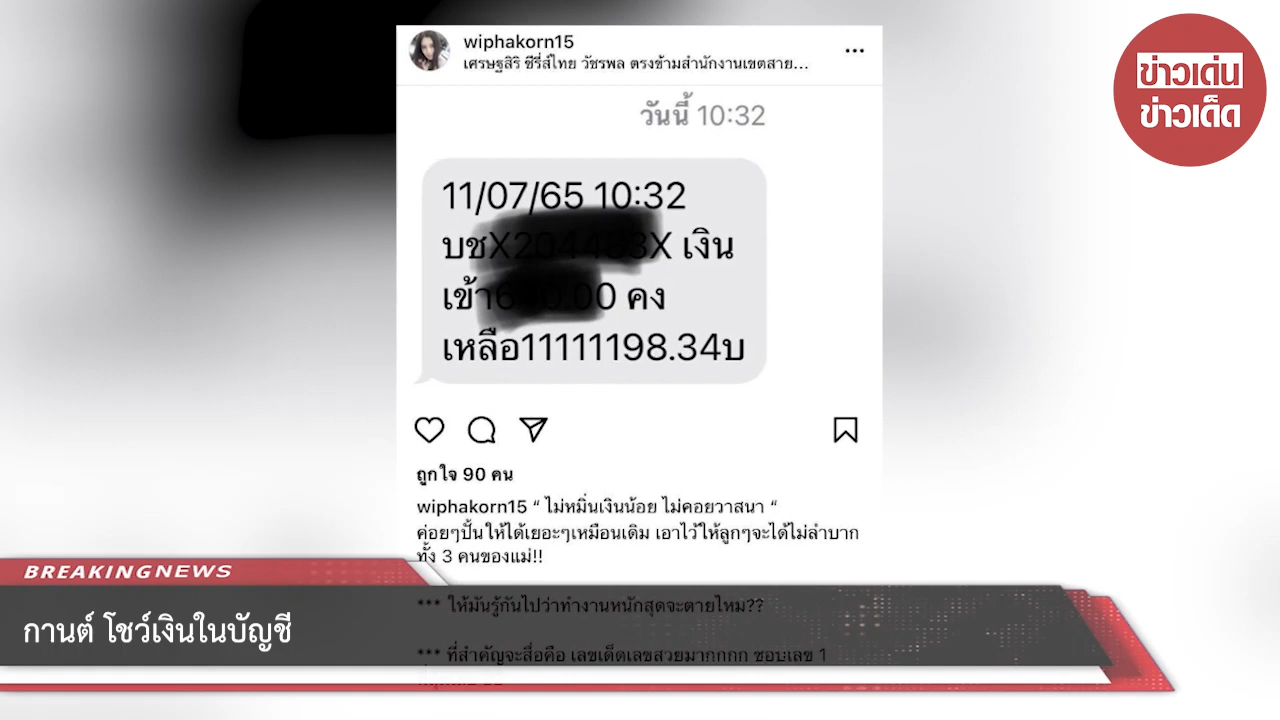 wiphakorn15
เศรษฐสิริ ซีรี่ส์ไทย วัชรพล ตรงข้ามสำนักงานเขตสาย...
ข่าวเด่น
ข่าวเด็ด
วันนี้ 10:32
11/07/65 10:32
บชX2044 3X เงิน
เข้า 0.00 คง
เหลือ11111198.34บ
ถูกใจ 90 คน
wiphakorn15 “ ไม่หมิ่นเงินน้อย ไม่คอยวาสนา “
ค่อยๆปั้นให้ได้เยอะๆเหมือนเดิม เอาไว้ให้ลูกๆจะได้ไม่ลำบาก
ทั้ง 3 คนของแม่!!
BREAKINGNEWS
*** ให้มันรู้กันไปว่าทำงานหนักสุดจะตายไหม??
กานต์ โชว์เงินในบัญชี
*** ที่สำคัญจะสื่อคือ เลขเด็ดเลขสวยมากกกกก ชอบเลข 1